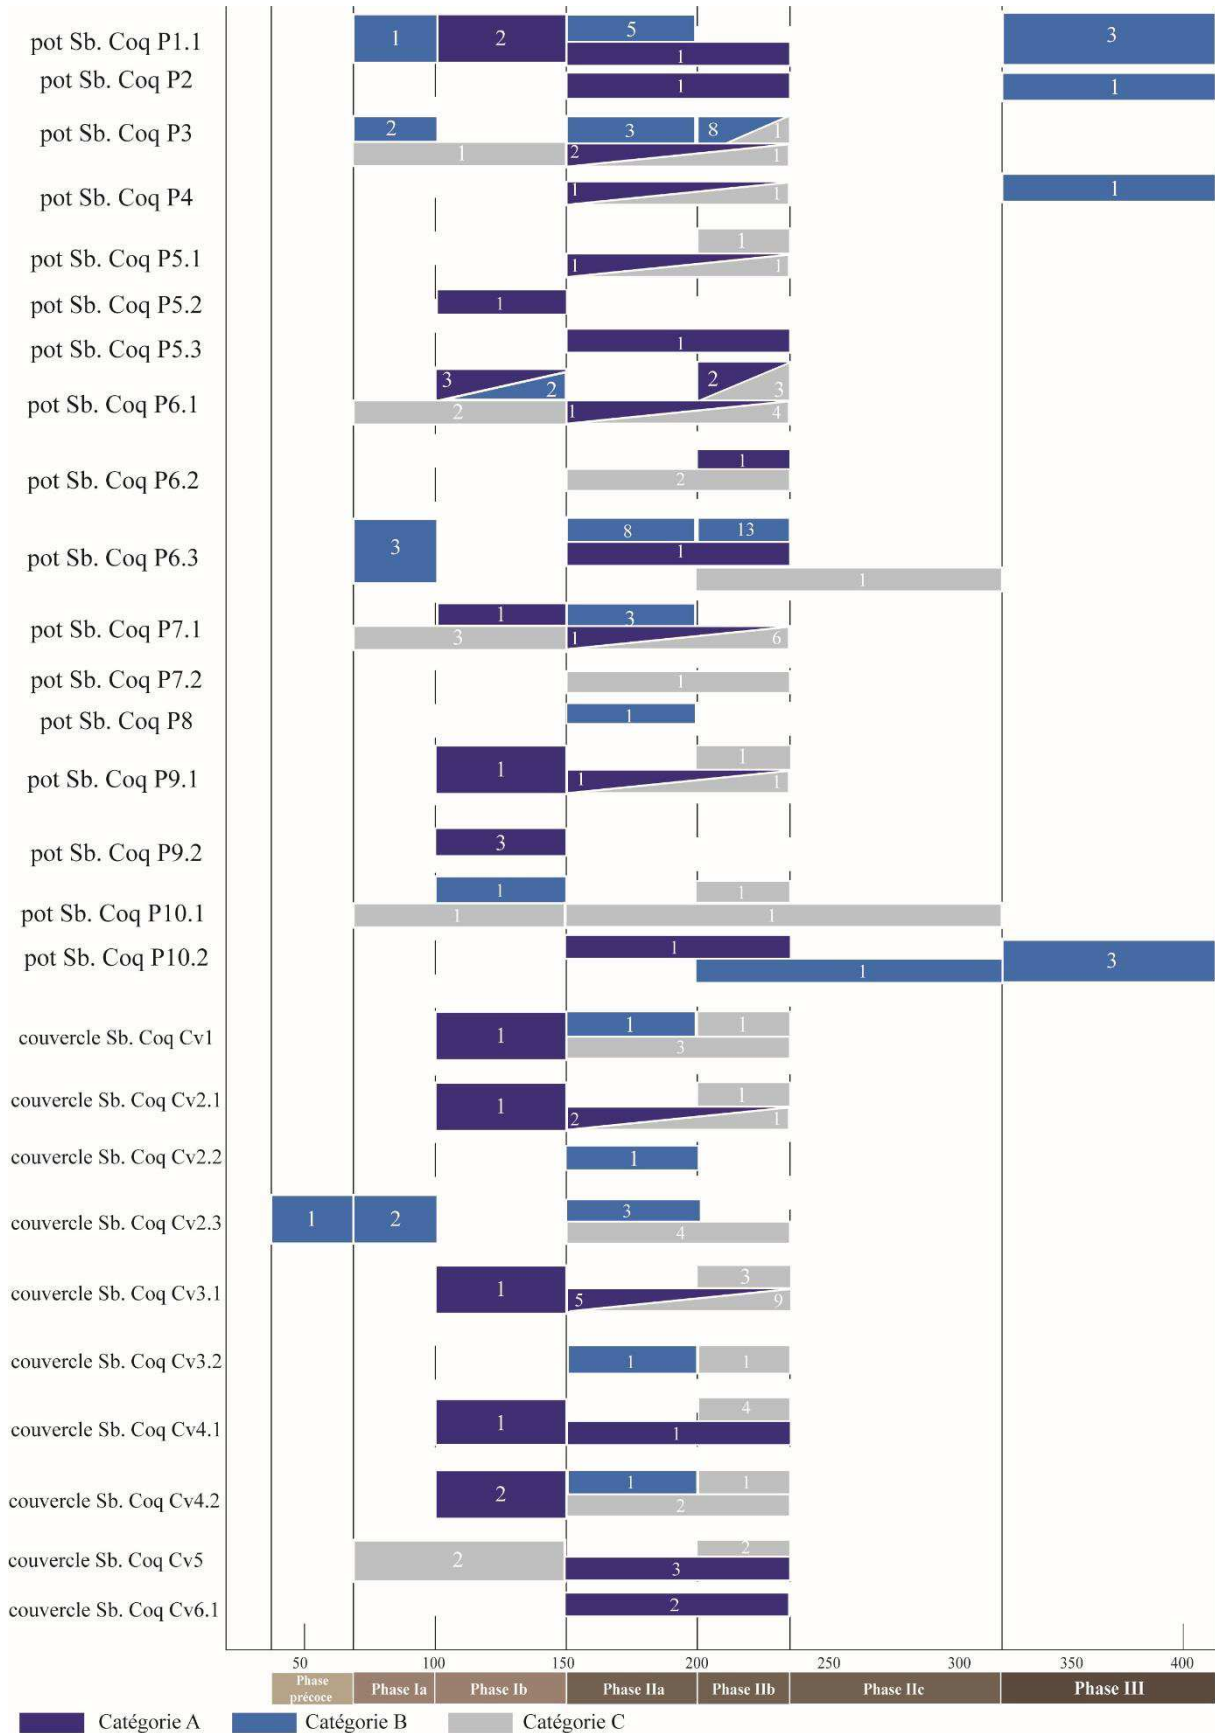 pot Sb. Coq P1.1 1 2 5 1 3
pot Sb. Coq P2 1 1
pot Sb. Coq P3 2 3 8 1
1 2 1
pot Sb. Coq P4 1 1 1
pot Sb. Coq P5.1 1
1 1
pot Sb. Coq P5.2 1
pot Sb. Coq P5.3 1
pot Sb. Coq P6.1 3 2 2 3
2 1 4
pot Sb. Coq P6.2 1
2
pot Sb. Coq P6.3 3 8 13
1
1
pot Sb. Coq P7.1 1 3
3 1 6
pot Sb. Coq P7.2 1
pot Sb. Coq P8 1
pot Sb. Coq P9.1 1 1
1 1
pot Sb. Coq P9.2 3
1 1
pot Sb. Coq P10.1 1 1
pot Sb. Coq P10.2 1 3
1
couvercle Sb. Coq Cv1 1 1 1
3
couvercle Sb. Coq Cv2.1 1 1
2 1
couvercle Sb. Coq Cv2.2 1
couvercle Sb. Coq Cv2.3 1 2 3
4
couvercle Sb. Coq Cv3.1 1 3
5 9
couvercle Sb. Coq Cv3.2 1 1
couvercle Sb. Coq Cv4.1 1 4
1
couvercle Sb. Coq Cv4.2 2 1 1
2
couvercle Sb. Coq Cv5 2 2
3
couvercle Sb. Coq Cv6.1 2
50 100 150 200 250 300 350 400
Phase précoce Phase Ia Phase Ib Phase IIa Phase IIb Phase IIc Phase III
Catégorie A Catégorie B Catégorie C